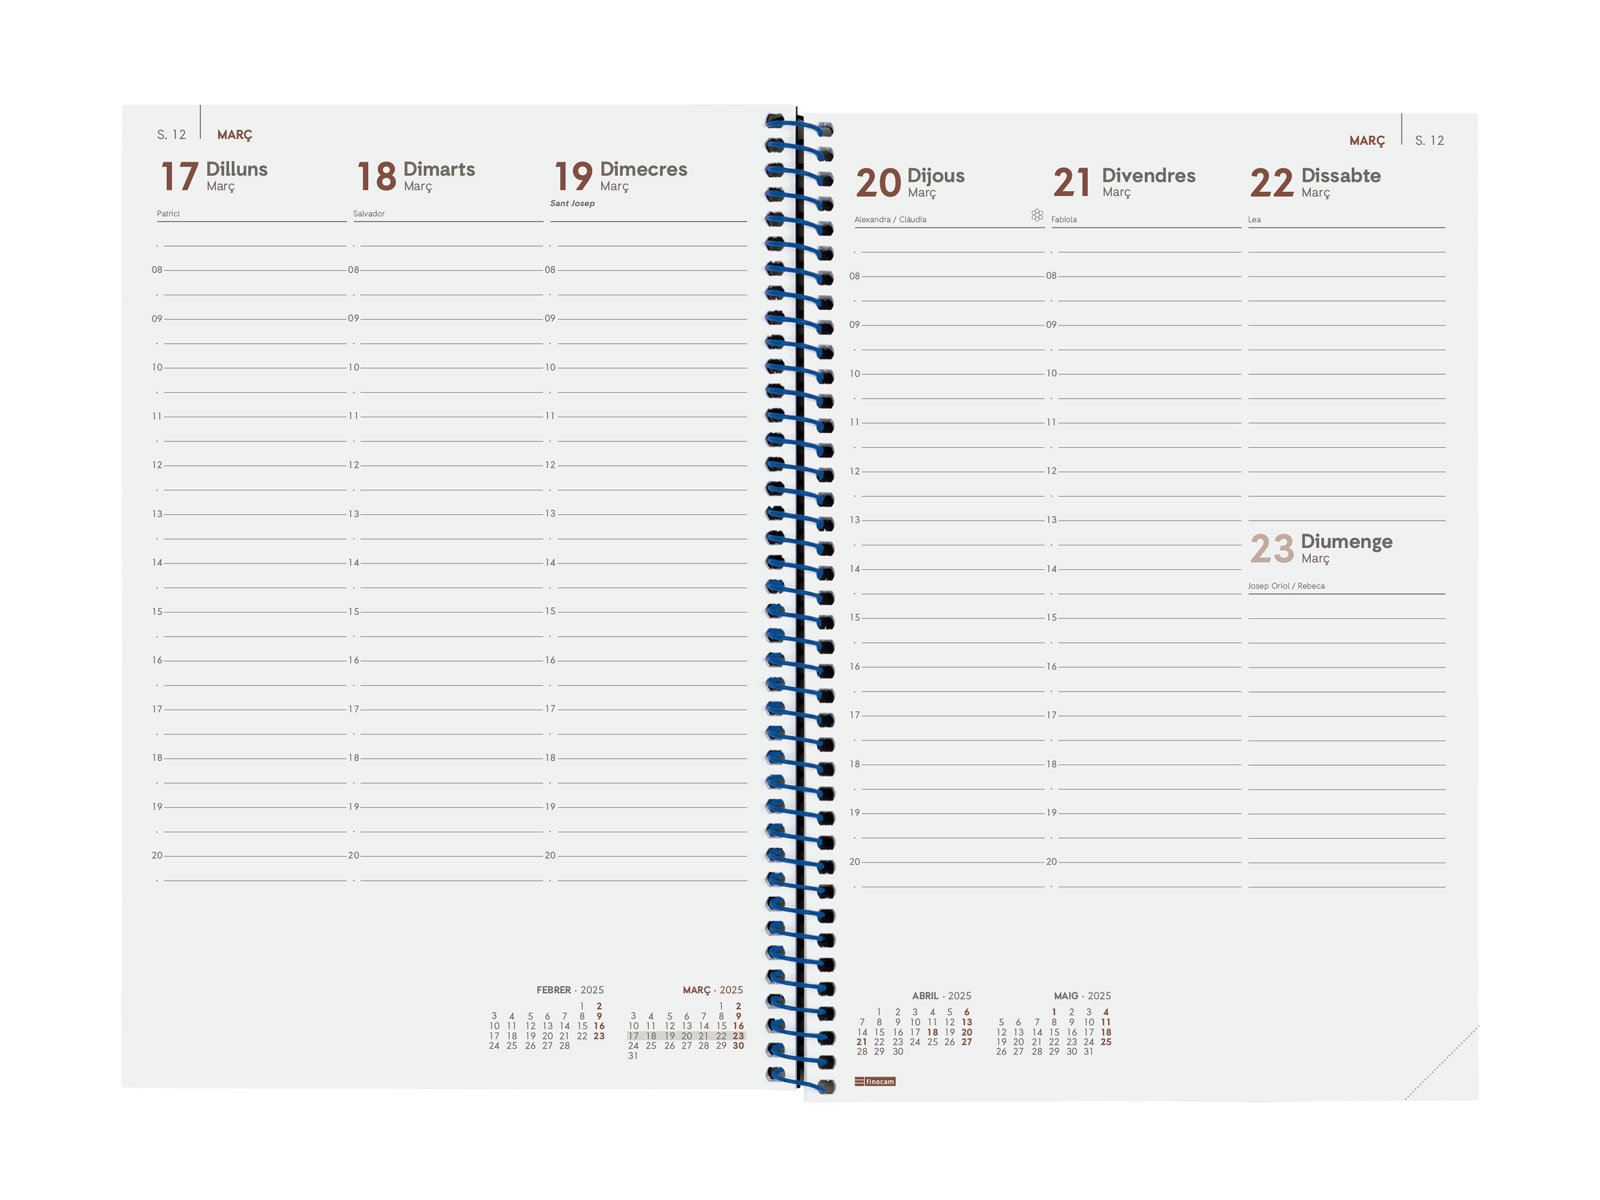 S. 12 MARÇ
17 Dilluns
Març
Patrici
18 Dimarts
Març
Salvador
19 Dimecres
Març
Sant Josep
08 08 08
09 09 09
10 10 10
11 11 11
12 12 12
13 13 13
14 14 14
15 15 15
16 16 16
17 17 17
18 18 18
19 19 19
20 20 20
FEBRER · 2025
1 2
3 4 5 6 7 8 9
10 11 12 13 14 15 16
17 18 19 20 21 22 23
24 25 26 27 28
MARÇ · 2025
1 2
3 4 5 6 7 8 9
10 11 12 13 14 15 16
17 18 19 20 21 22 23
24 25 26 27 28 29 30
31
MARÇ S. 12
20 Dijous
Març
Alexandra / Clàudia
21 Divendres
Març
Fabíola
22 Dissabte
Març
Lea
08 08
09 09
10 10
11 11
12 12
13 13
23 Diumenge
Març
Josep Oriol / Rebeca
14 14
15 15
16 16
17 17
18 18
19 19
20 20
ABRIL · 2025
1 2 3 4 5 6
7 8 9 10 11 12 13
14 15 16 17 18 19 20
21 22 23 24 25 26 27
28 29 30
MAIG · 2025
1 2 3 4
5 6 7 8 9 10 11
12 13 14 15 16 17 18
19 20 21 22 23 24 25
26 27 28 29 30 31
finocam